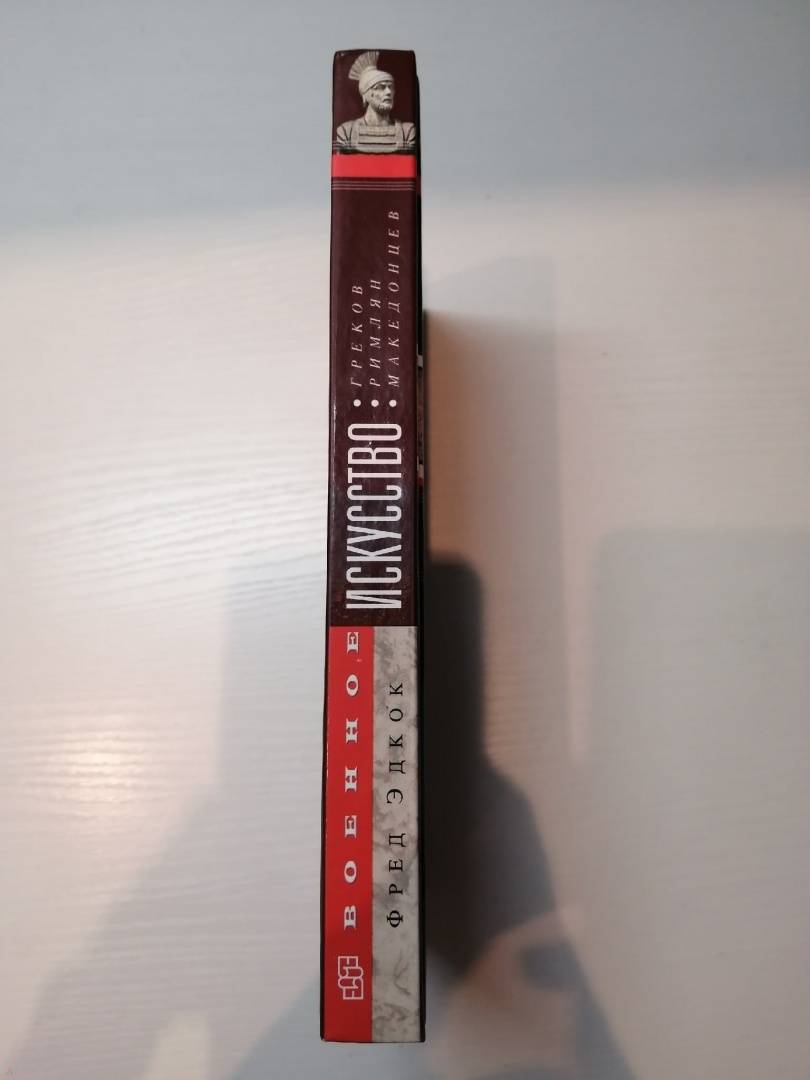 ВОЕННОЕ
ИСКУССТВО
• ГРЕКОВ
• РИМЛЯН
• МАКЕДОНЦЕВ
ФРЕД ЭДКОК